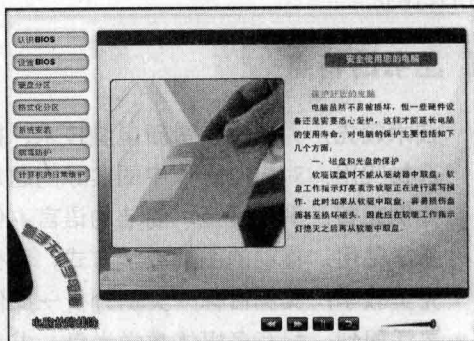 认识BIOS
设置BIOS
硬盘分区
格式化分区
系统安装
病毒防护
计算机的日常维护
安全使用您的电脑
保护好您的电脑
电脑虽然不易被损坏，但一些硬件设
备还是需要悉心爱护，这样才能延长电脑
的使用寿命。对电脑的保护主要包括如下
几个方面：
一、磁盘和光盘的保护
软驱读盘时不能从驱动器中取盘：软
盘工作指示灯亮表示软驱正在进行读写操
作，此时如果从软驱中取盘，容易损伤盘
面甚至损坏磁头。因此应在软驱工作指示
灯熄灭之后再从软驱中取盘。
电脑故障排除